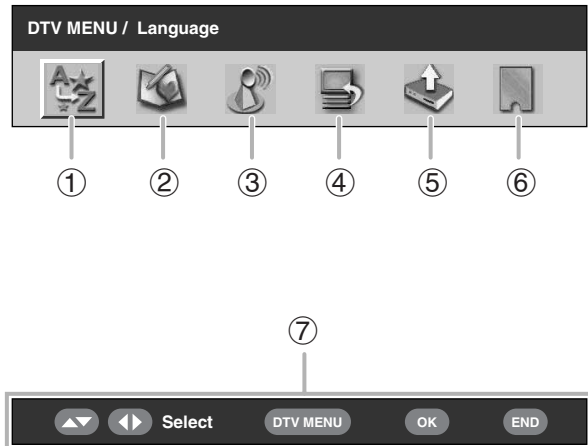 DTV MENU / Language
A Z
① ② ③ ④ ⑤ ⑥
⑦
Select DTV MENU OK END